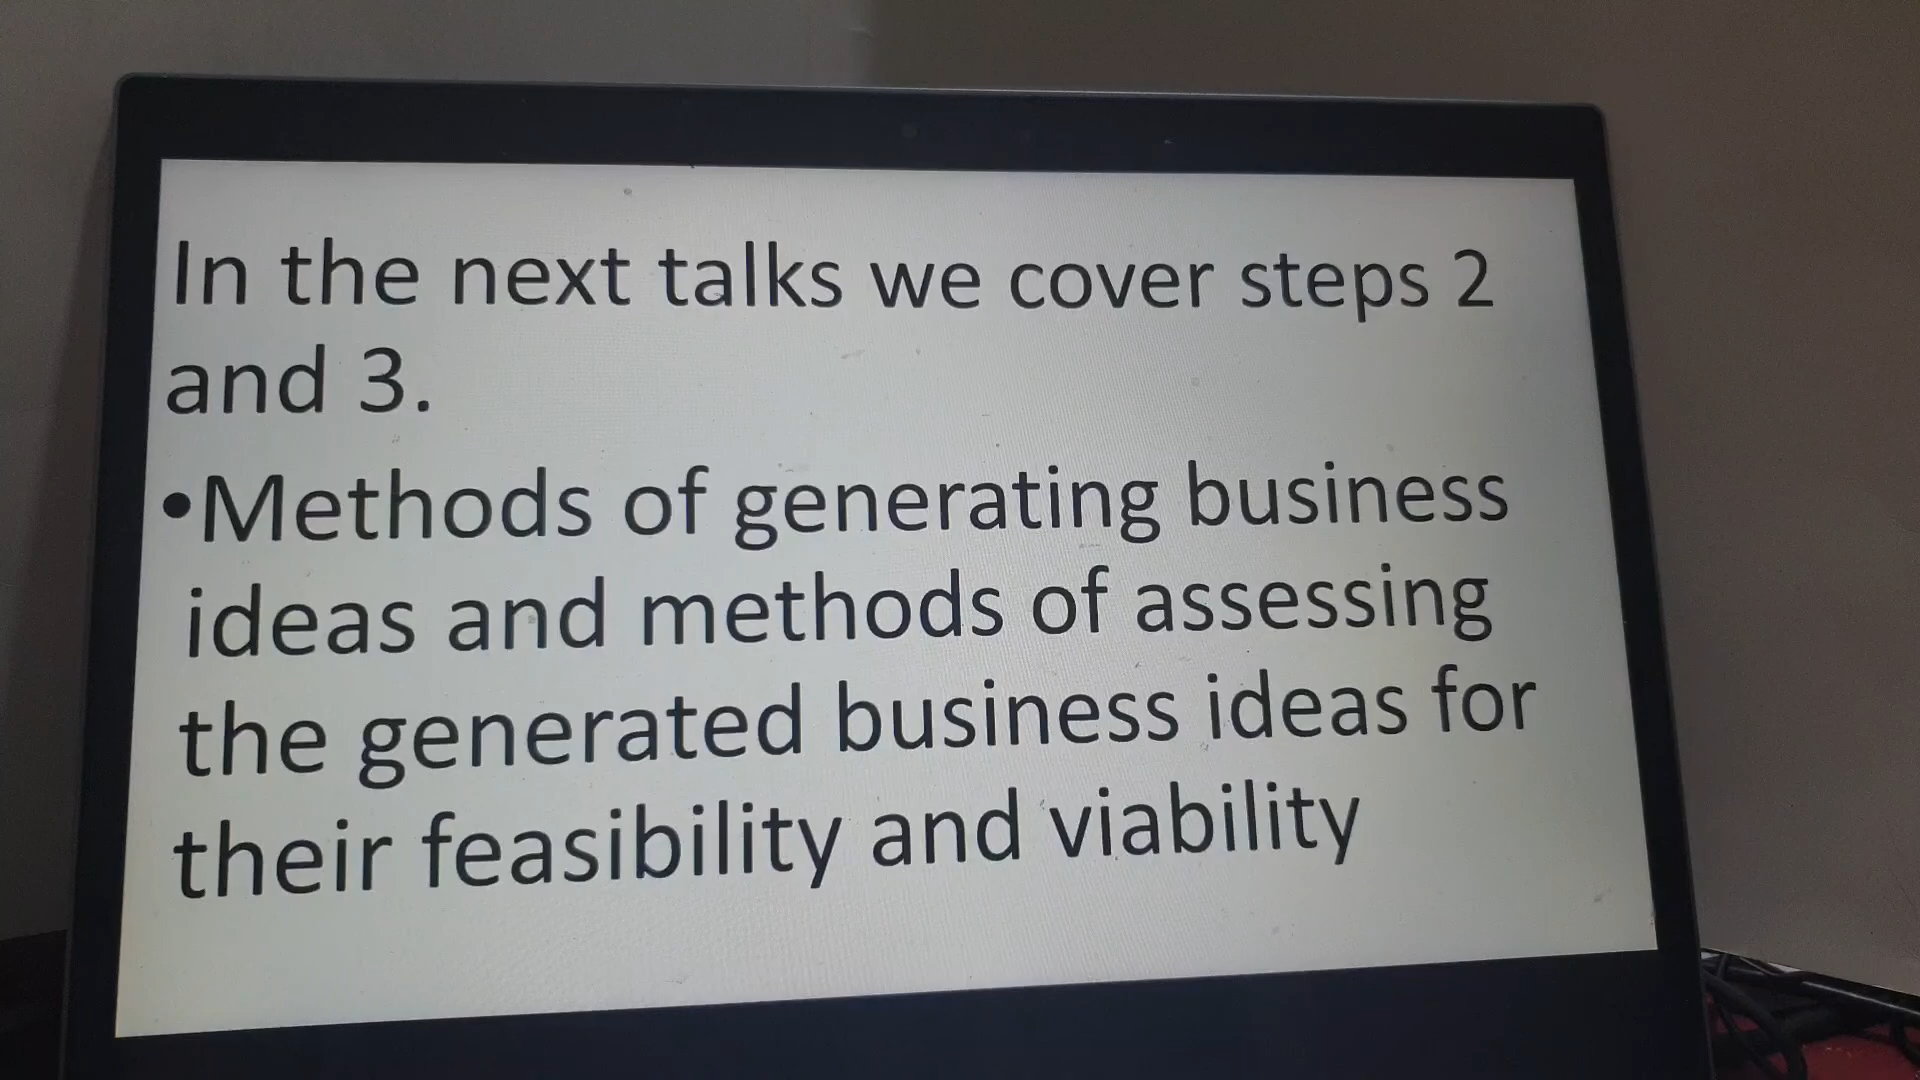 In the next talks we cover steps 2
and 3.
•Methods of generating business
ideas and methods of assessing
the generated business ideas for
their feasibility and viability